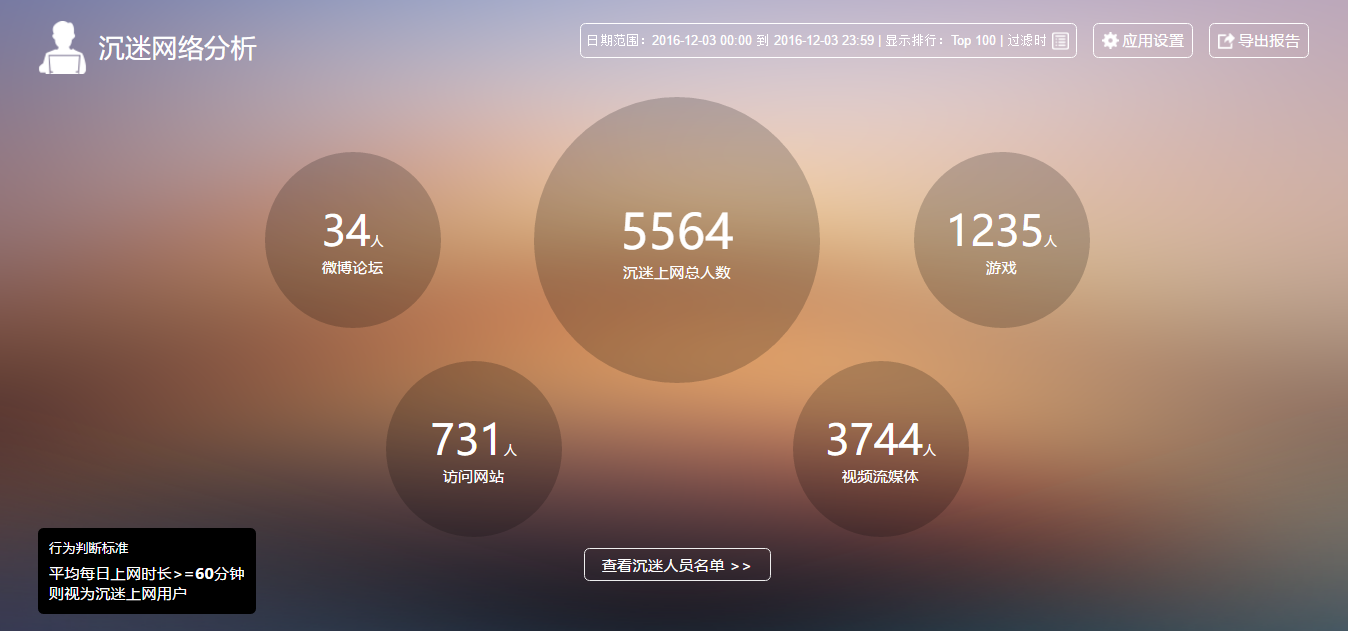 沉迷网络分析
日期范围：2016-12-03 00:00 到 2016-12-03 23:59 | 显示排行：Top 100 | 过滤时
应用设置
导出报告
34人
微博论坛
5564
沉迷上网总人数
1235人
游戏
731人
访问网站
3744人
视频流媒体
行为判断标准
平均每日上网时长>=60分钟
则视为沉迷上网用户
查看沉迷人员名单 >>